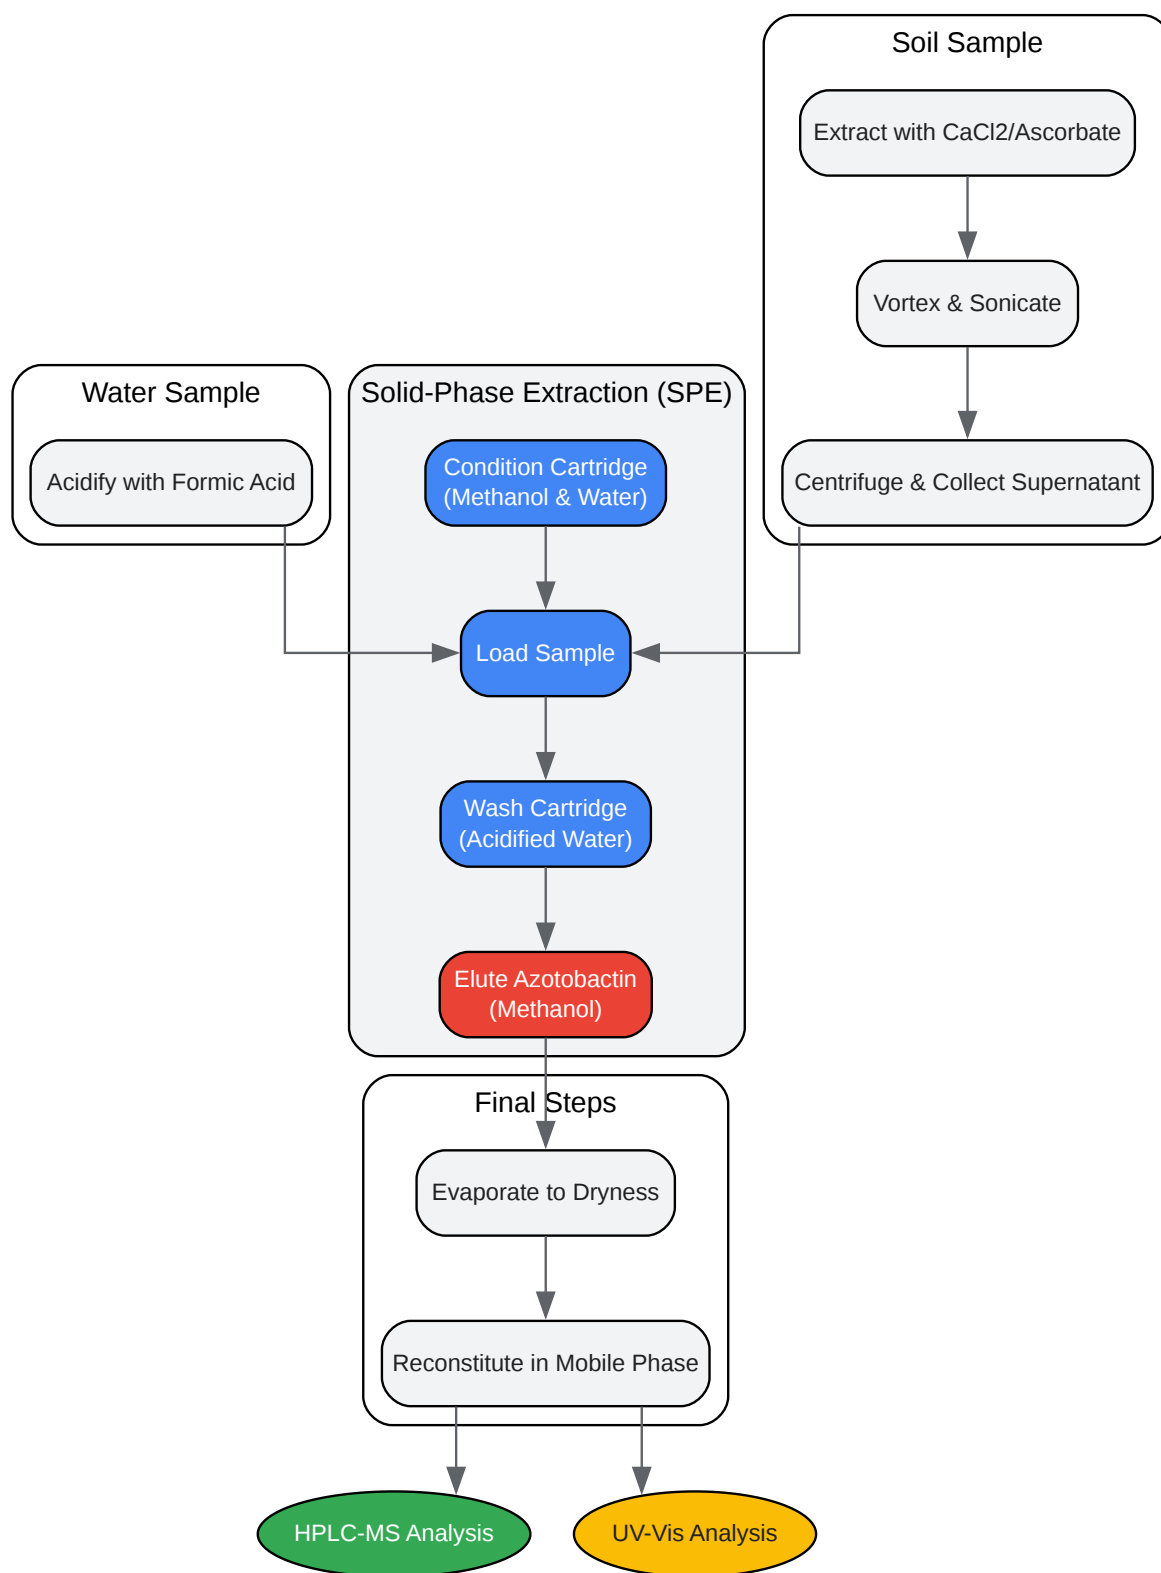 Soil Sample
Extract with CaCl2/Ascorbate
Vortex & Sonicate
Centrifuge & Collect Supernatant
Water Sample
Acidify with Formic Acid
Solid-Phase Extraction (SPE)
Condition Cartridge
(Methanol & Water)
Load Sample
Wash Cartridge
(Acidified Water)
Elute Azotobactin
(Methanol)
Final Steps
Evaporate to Dryness
Reconstitute in Mobile Phase
HPLC-MS Analysis
UV-Vis Analysis